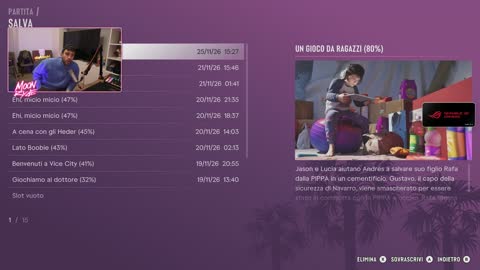 PARTITA /
SALVA
25/11/26 15:27
21/11/26 15:46
21/11/26 01:41
Ehi, micio micio (47%) 20/11/26 21:35
Ehi, micio micio (47%) 20/11/26 18:37
A cena con gli Heder (45%) 20/11/26 14:03
Lato Boobie (43%) 20/11/26 02:13
Benvenuti a Vice City (41%) 19/11/26 20:55
Giochiamo al dottore (32%) 19/11/26 13:40
Slot vuoto
1 / 16
MOON
UN GIOCO DA RAGAZZI (80%)
REPUBLIC OF
GAMERS
Jason e Lucia aiutano Andrés a salvare suo figlio Rafa
dalla PIPPA in un cementificio. Gustavo, il capo della
sicurezza di Navarro, viene smascherato per essere
ELIMINA SOVRASCRIVI A INDIETRO B